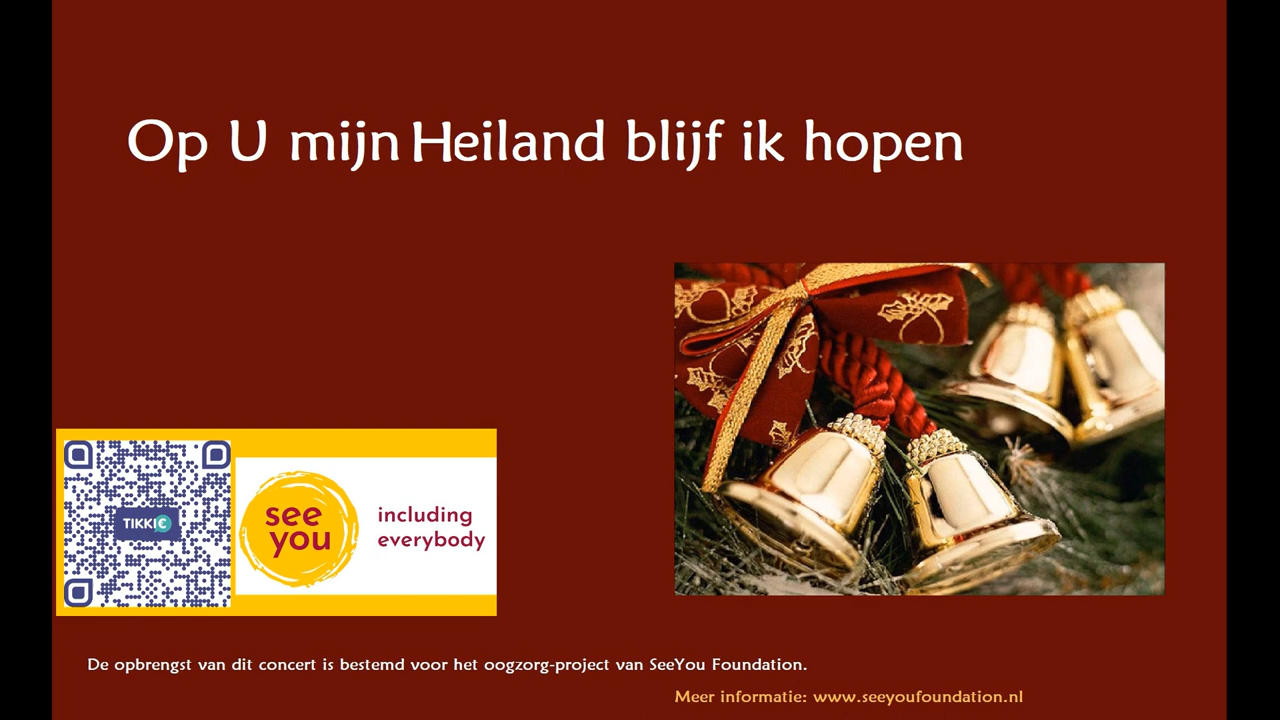 Op U mijn Heiland blijf ik hopen
TIKKIE
see
you
including
everybody
De opbrengst van dit concert is bestemd voor het oogzorg-project van SeeYou Foundation.
Meer informatie: www.seeyoufoundation.nl